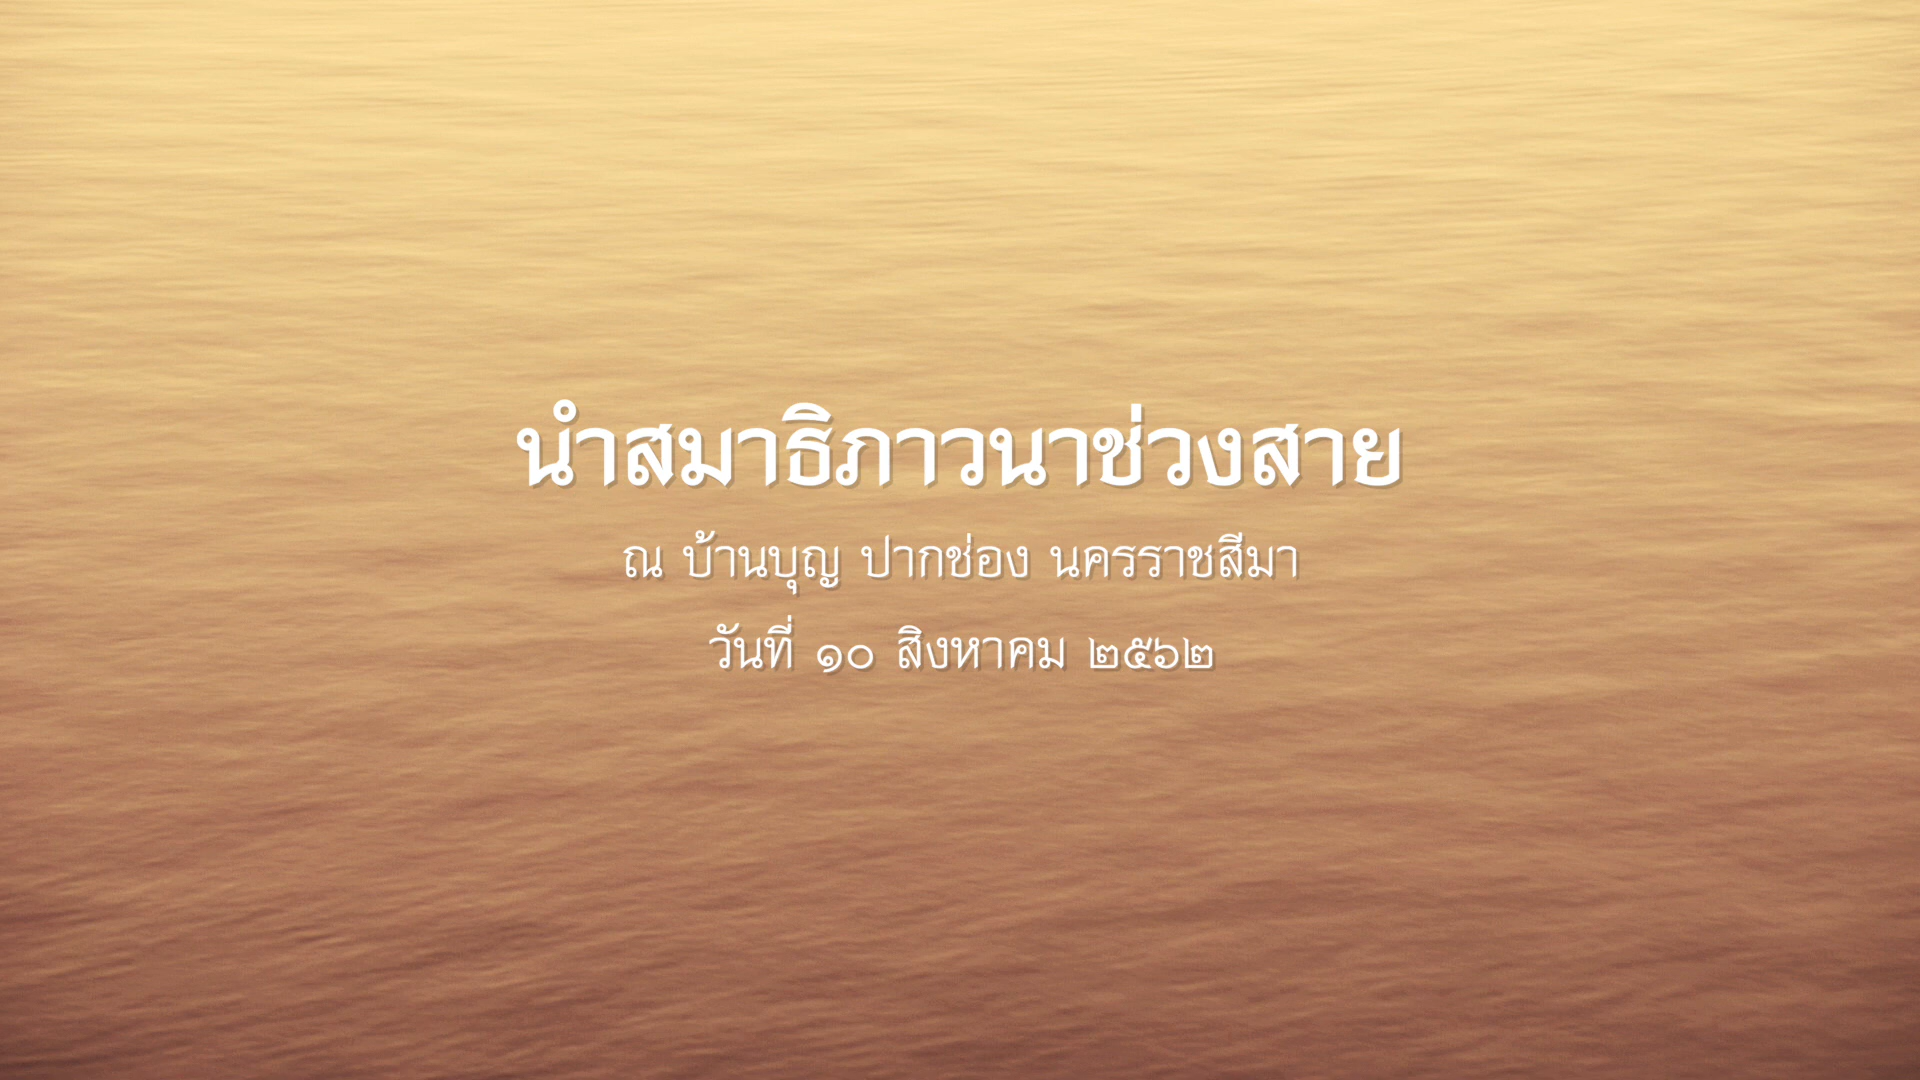 นำสมาธิภาวนาช่วงสาย
ณ บ้านบุญ ปากช่อง นครราชสีมา
วันที่ ๑๐ สิงหาคม ๒๕๖๒